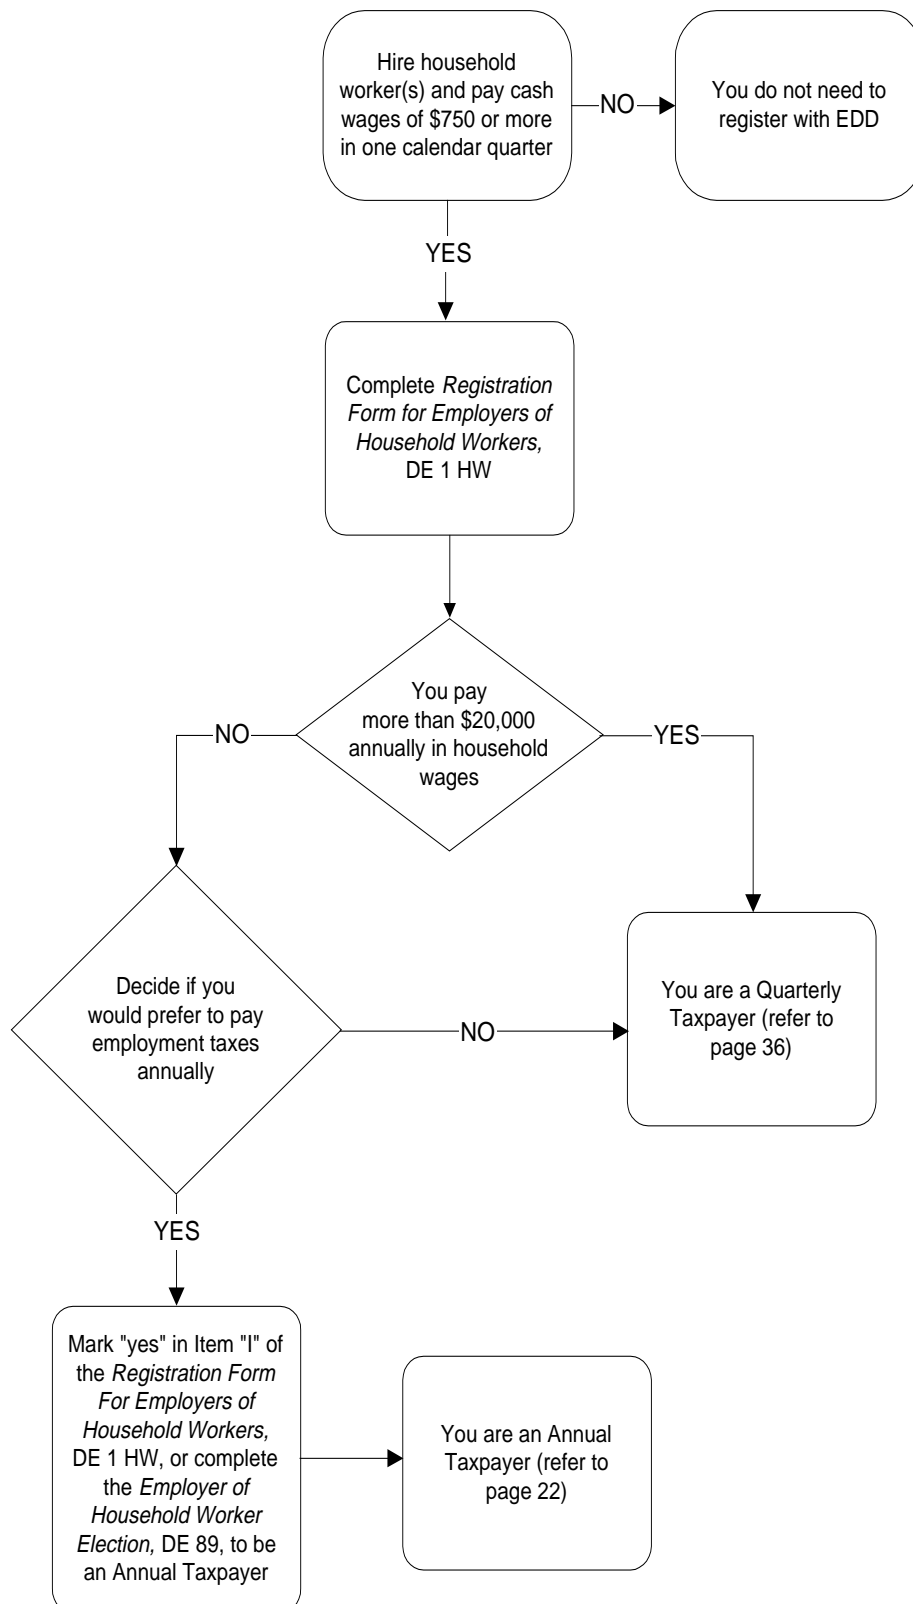 Hire household
worker(s) and pay cash
wages of $750 or more
in one calendar quarter
NO
You do not need to
register with EDD
YES
Complete Registration
Form for Employers of
Household Workers,
DE 1 HW
You pay
more than $20,000
annually in household
wages
NO
YES
Decide if you
would prefer to pay
employment taxes
annually
NO
You are a Quarterly
Taxpayer (refer to
page 36)
YES
Mark "yes" in Item "I" of
the Registration Form
For Employers of
Household Workers,
DE 1 HW, or complete
the Employer of
Household Worker
Election, DE 89, to be
an Annual Taxpayer
You are an Annual
Taxpayer (refer to
page 22)